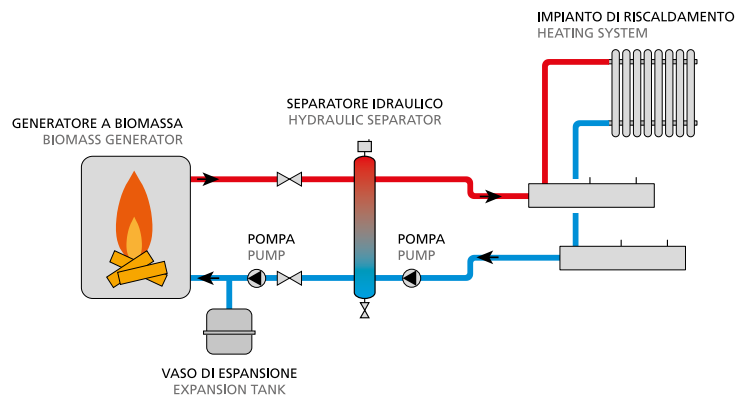 IMPIANTO DI RISCALDAMENTO
HEATING SYSTEM
SEPARATORE IDRAULICO
HYDRAULIC SEPARATOR
GENERATORE A BIOMASSA
BIOMASS GENERATOR
POMPA
PUMP
POMPA
PUMP
VASO DI ESPANSIONE
EXPANSION TANK